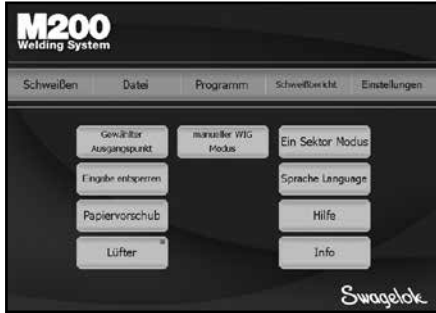 M200
Welding System
Schweißen Datei Programm Schweißbericht Einstellungen
Gewählter
Ausgangspunkt
manueller WIG
Modus
Ein Sektor Modus
Eingabe entsperren
Sprache Language
Papiervorschub
Hilfe
Lüfter
Info
Swagelok